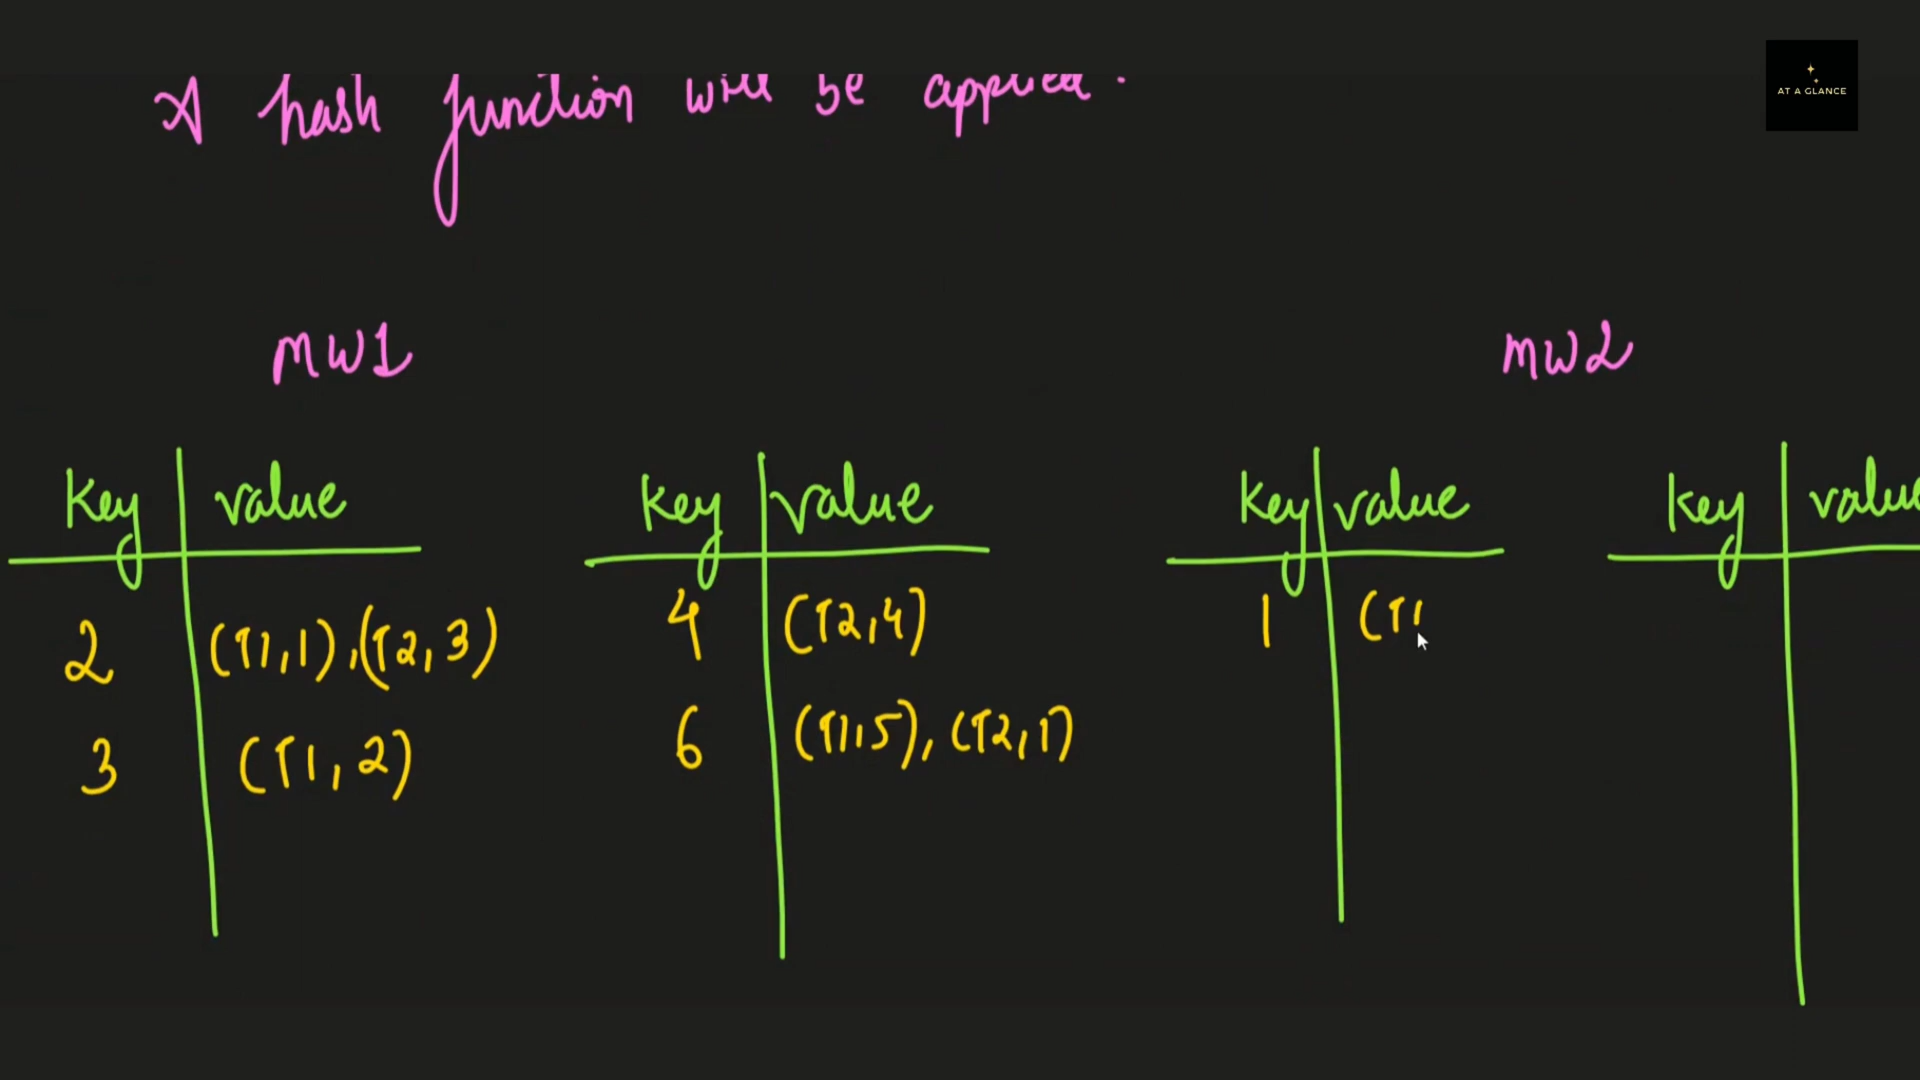 A hash function will be applied.
AT A GLANCE
MW1
MW2
key value
key value
key value
key value
2 (T1,1),(T2,3)
4 (T2,4)
1 (T1
3 (T1,2)
6 (T1,5),(T2,1)